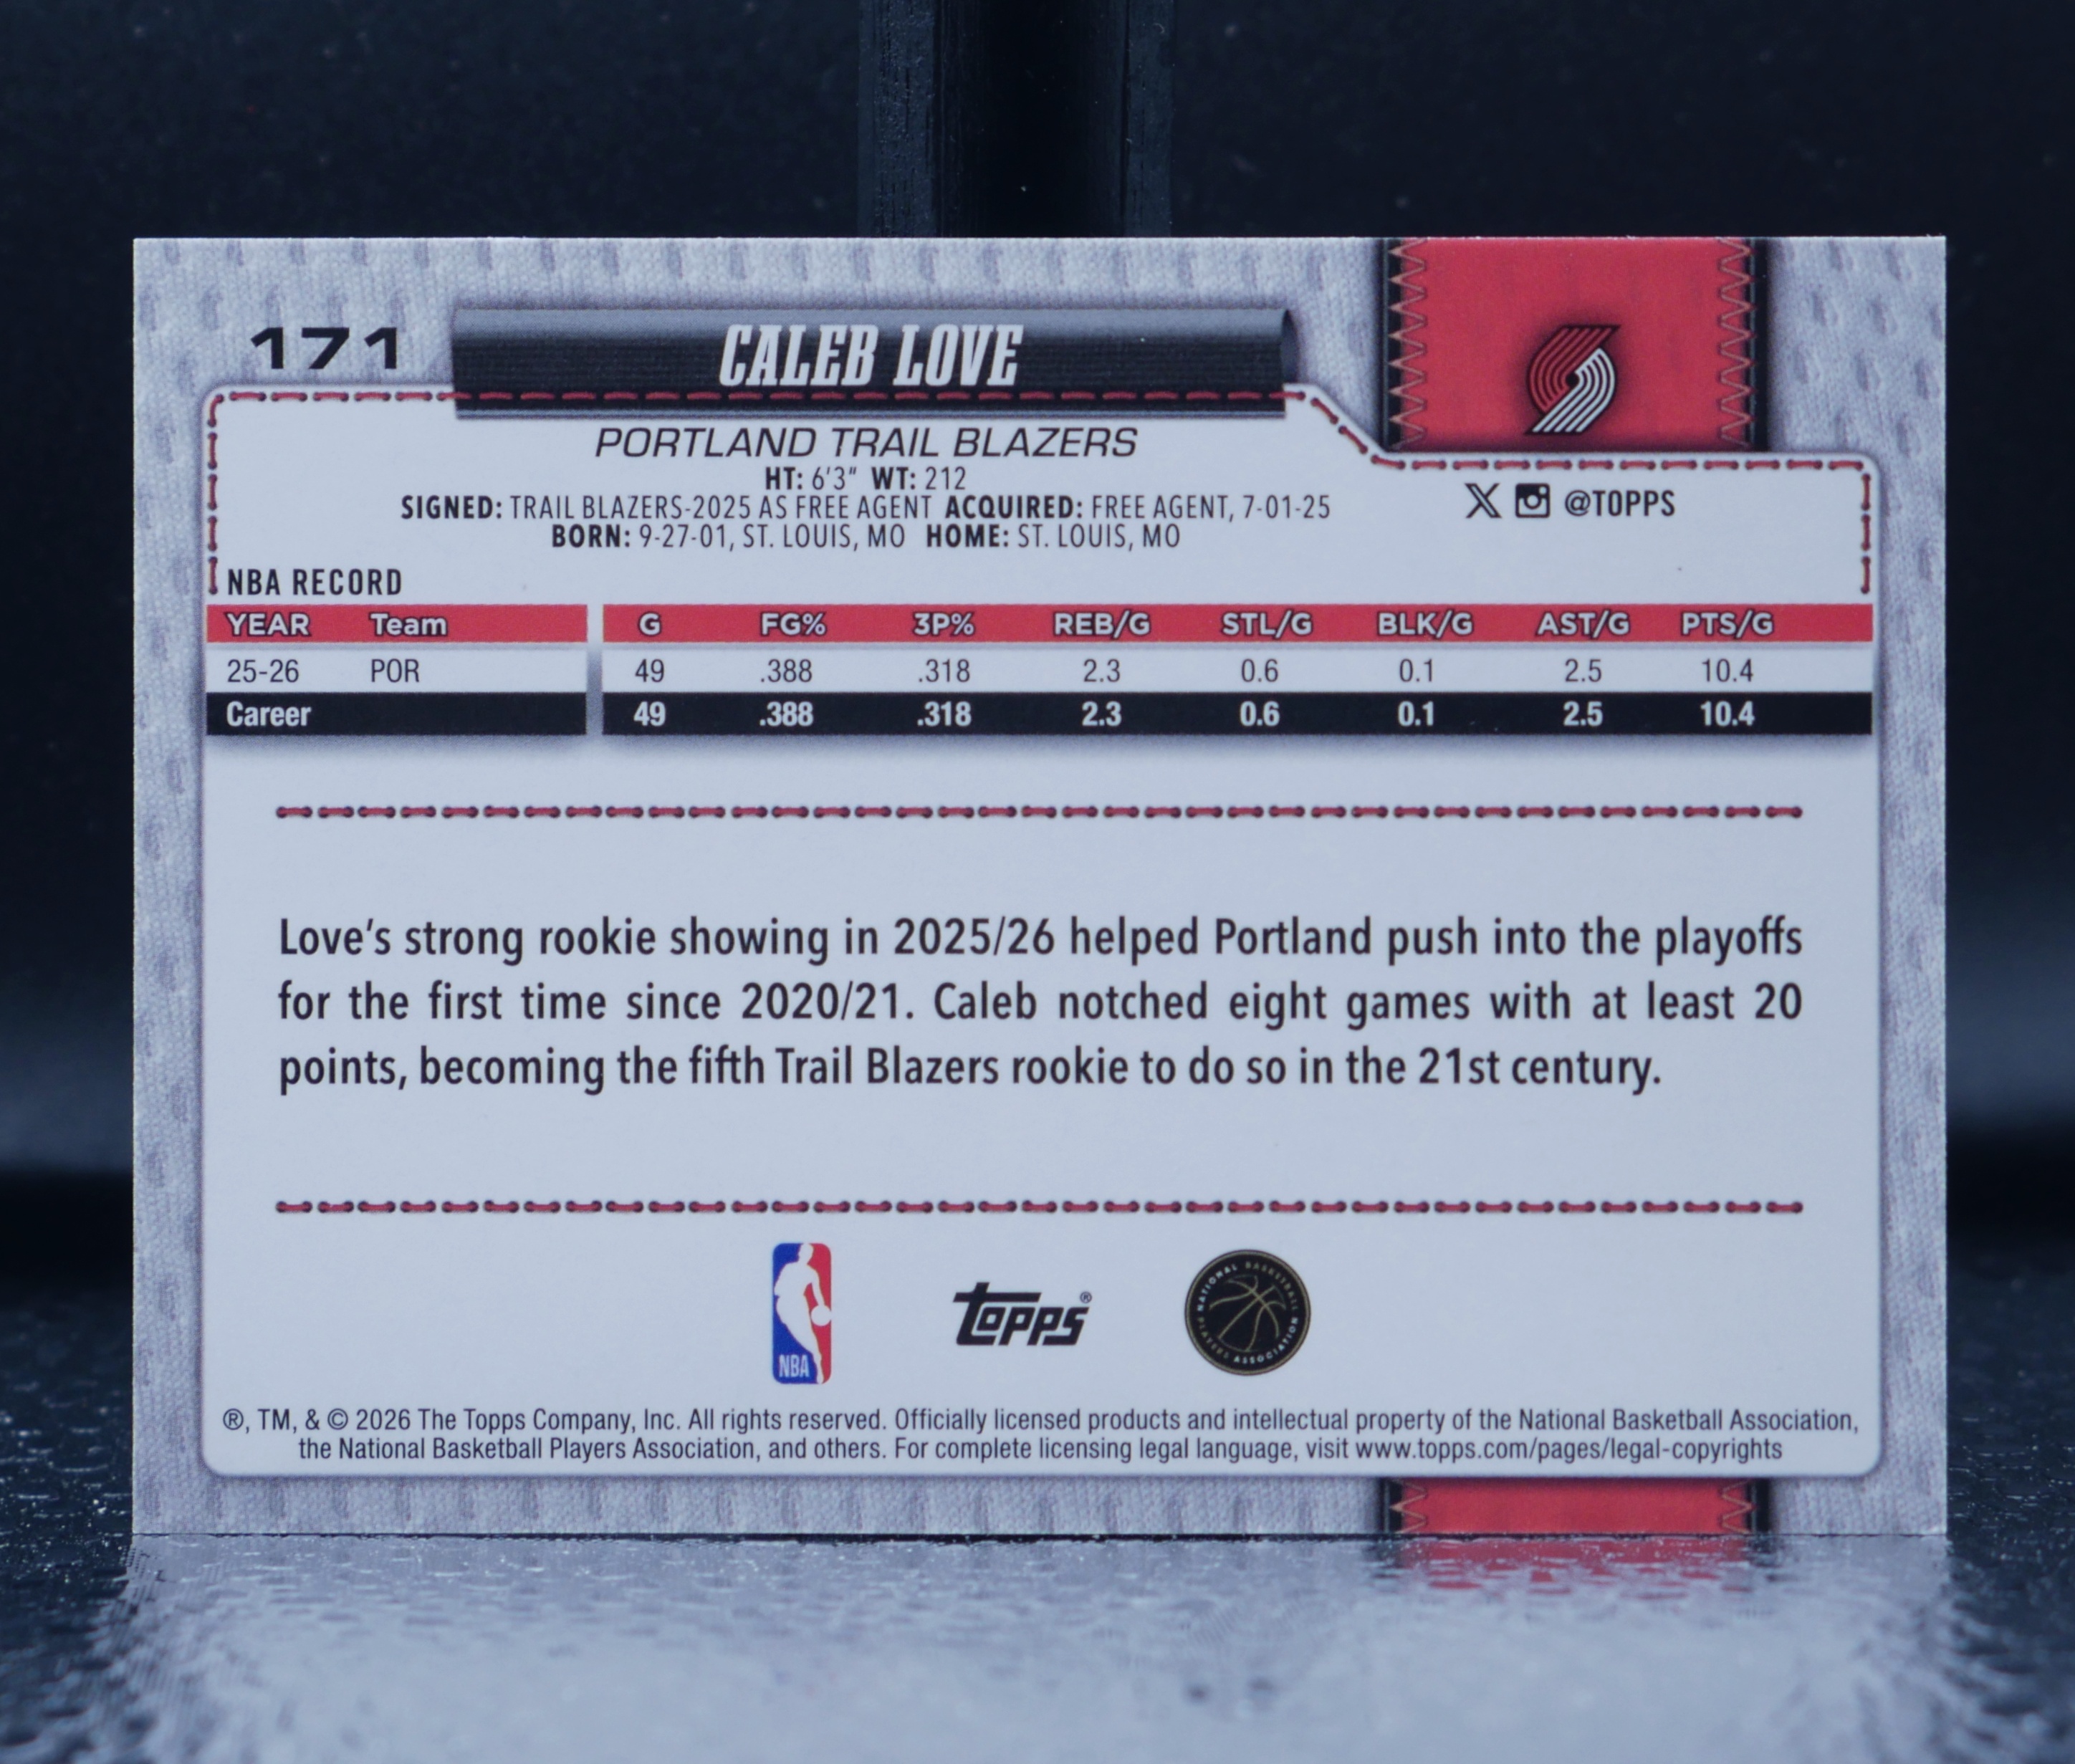 171
CALEB LOVE
PORTLAND TRAIL BLAZERS
HT: 6'3" WT: 212
SIGNED: TRAIL BLAZERS-2025 AS FREE AGENT ACQUIRED: FREE AGENT, 7-01-25
BORN: 9-27-01, ST. LOUIS, MO HOME: ST. LOUIS, MO
@TOPPS
NBA RECORD
YEAR Team G FG% 3P% REB/G STL/G BLK/G AST/G PTS/G
25-26 POR 49 .388 .318 2.3 0.6 0.1 2.5 10.4
Career 49 .388 .318 2.3 0.6 0.1 2.5 10.4
Love's strong rookie showing in 2025/26 helped Portland push into the playoffs
for the first time since 2020/21. Caleb notched eight games with at least 20
points, becoming the fifth Trail Blazers rookie to do so in the 21st century.
NBA
topps®
NATIONAL BASKETBALL PLAYERS ASSOCIATION
®, TM, & © 2026 The Topps Company, Inc. All rights reserved. Officially licensed products and intellectual property of the National Basketball Association,
the National Basketball Players Association, and others. For complete licensing legal language, visit www.topps.com/pages/legal-copyrights